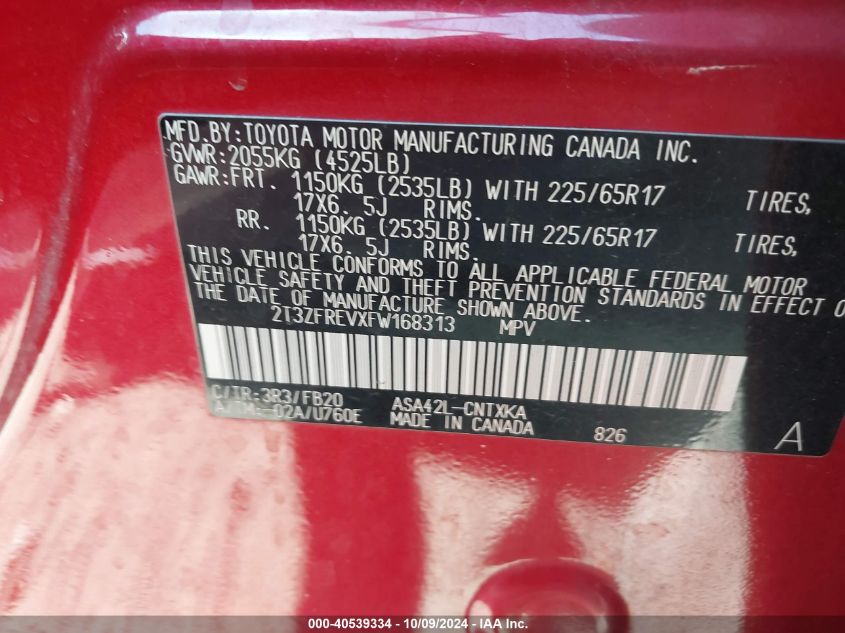 MFD.BY:TOYOTA MOTOR MANUFACTURING CANADA INC.
GVWR:2055KG (4525LB)
GAWR:FRT. 1150KG (2535LB) WITH 225/65R17 TIRES,
17X6. 5J RIMS.
RR. 1150KG (2535LB) WITH 225/65R17 TIRES,
17X6. 5J RIMS.
THIS VEHICLE CONFORMS TO ALL APPLICABLE FEDERAL MOTOR
VEHICLE SAFETY AND THEFT PREVENTION STANDARDS IN EFFECT O
THE DATE OF MANUFACTURE SHOWN ABOVE.
2T3ZFREVXFW168313 MPV
C/TR:3R3/FB20 ASA42L-CNTXKA
A/TM:-02A/U760E MADE IN CANADA 826 A
000-40539334 - 10/09/2024 - IAA Inc.